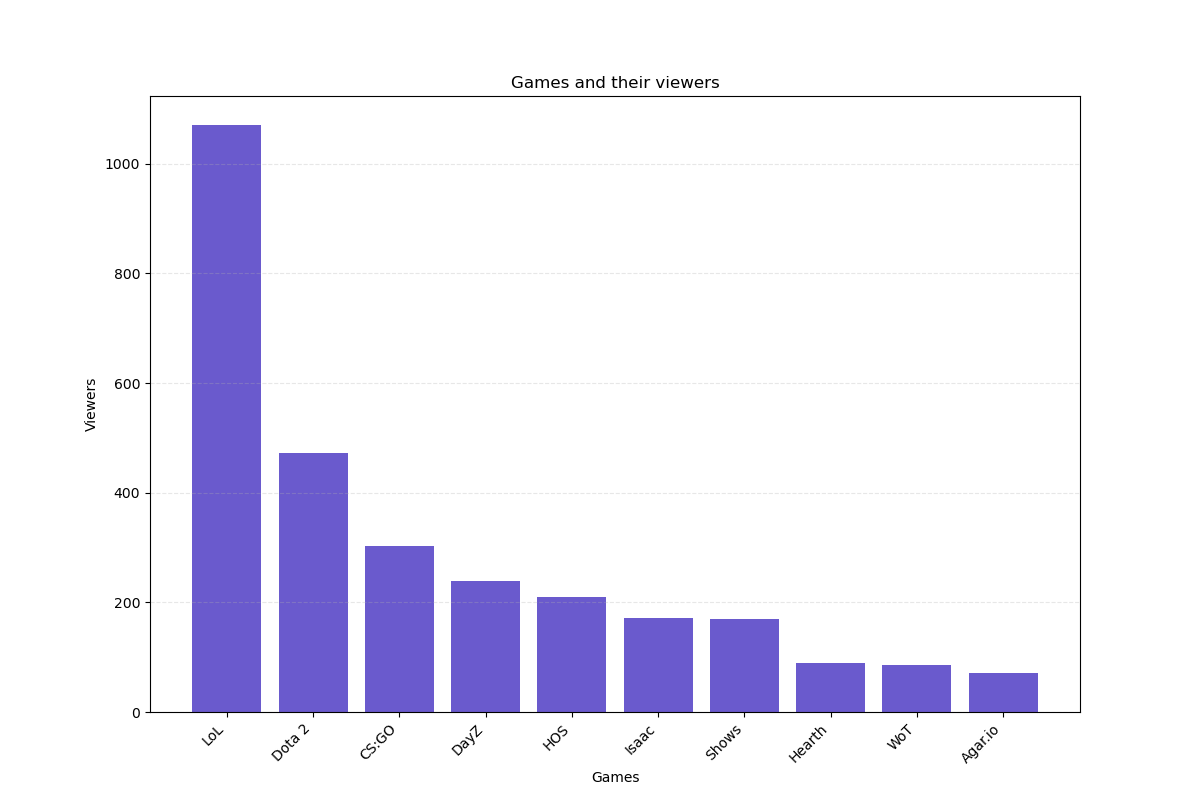 Games and their viewers
1000
800
600
400
200
0
Viewers
LoL
Dota 2
CS:GO
DayZ
HOS
Isaac
Shows
Hearth
WoT
Agar.io
Games